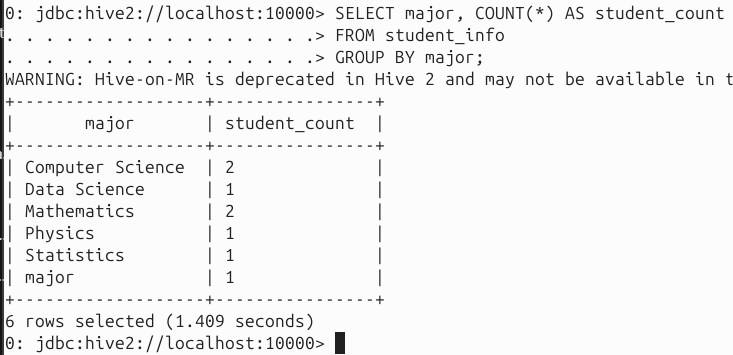 0: jdbc:hive2://localhost:10000> SELECT major, COUNT(*) AS student_count
. . . . . . . . . . . . . . . .> FROM student_info
. . . . . . . . . . . . . . . .> GROUP BY major;
WARNING: Hive-on-MR is deprecated in Hive 2 and may not be available in t
+-------------------+----------------+
|       major       | student_count  |
+-------------------+----------------+
| Computer Science  | 2              |
| Data Science      | 1              |
| Mathematics       | 2              |
| Physics           | 1              |
| Statistics        | 1              |
| major             | 1              |
+-------------------+----------------+
6 rows selected (1.409 seconds)
0: jdbc:hive2://localhost:10000>